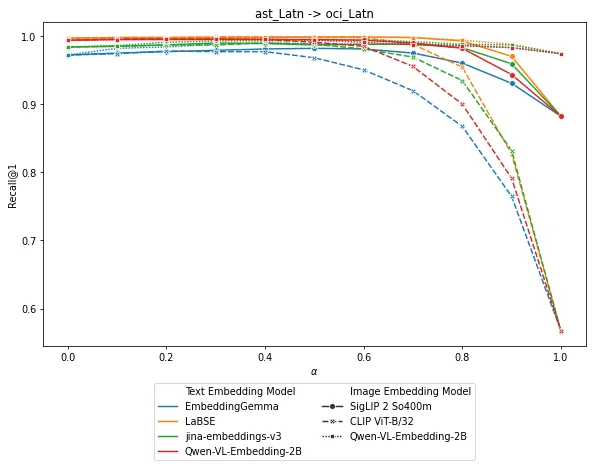 ast_Latn -> oci_Latn
Recall@1
1.0
0.9
0.8
0.7
0.6
0.0
0.2
0.4
0.6
0.8
1.0
α
Text Embedding Model
EmbeddingGemma
LaBSE
jina-embeddings-v3
Qwen-VL-Embedding-2B
Image Embedding Model
SigLIP 2 So400m
CLIP ViT-B/32
Qwen-VL-Embedding-2B